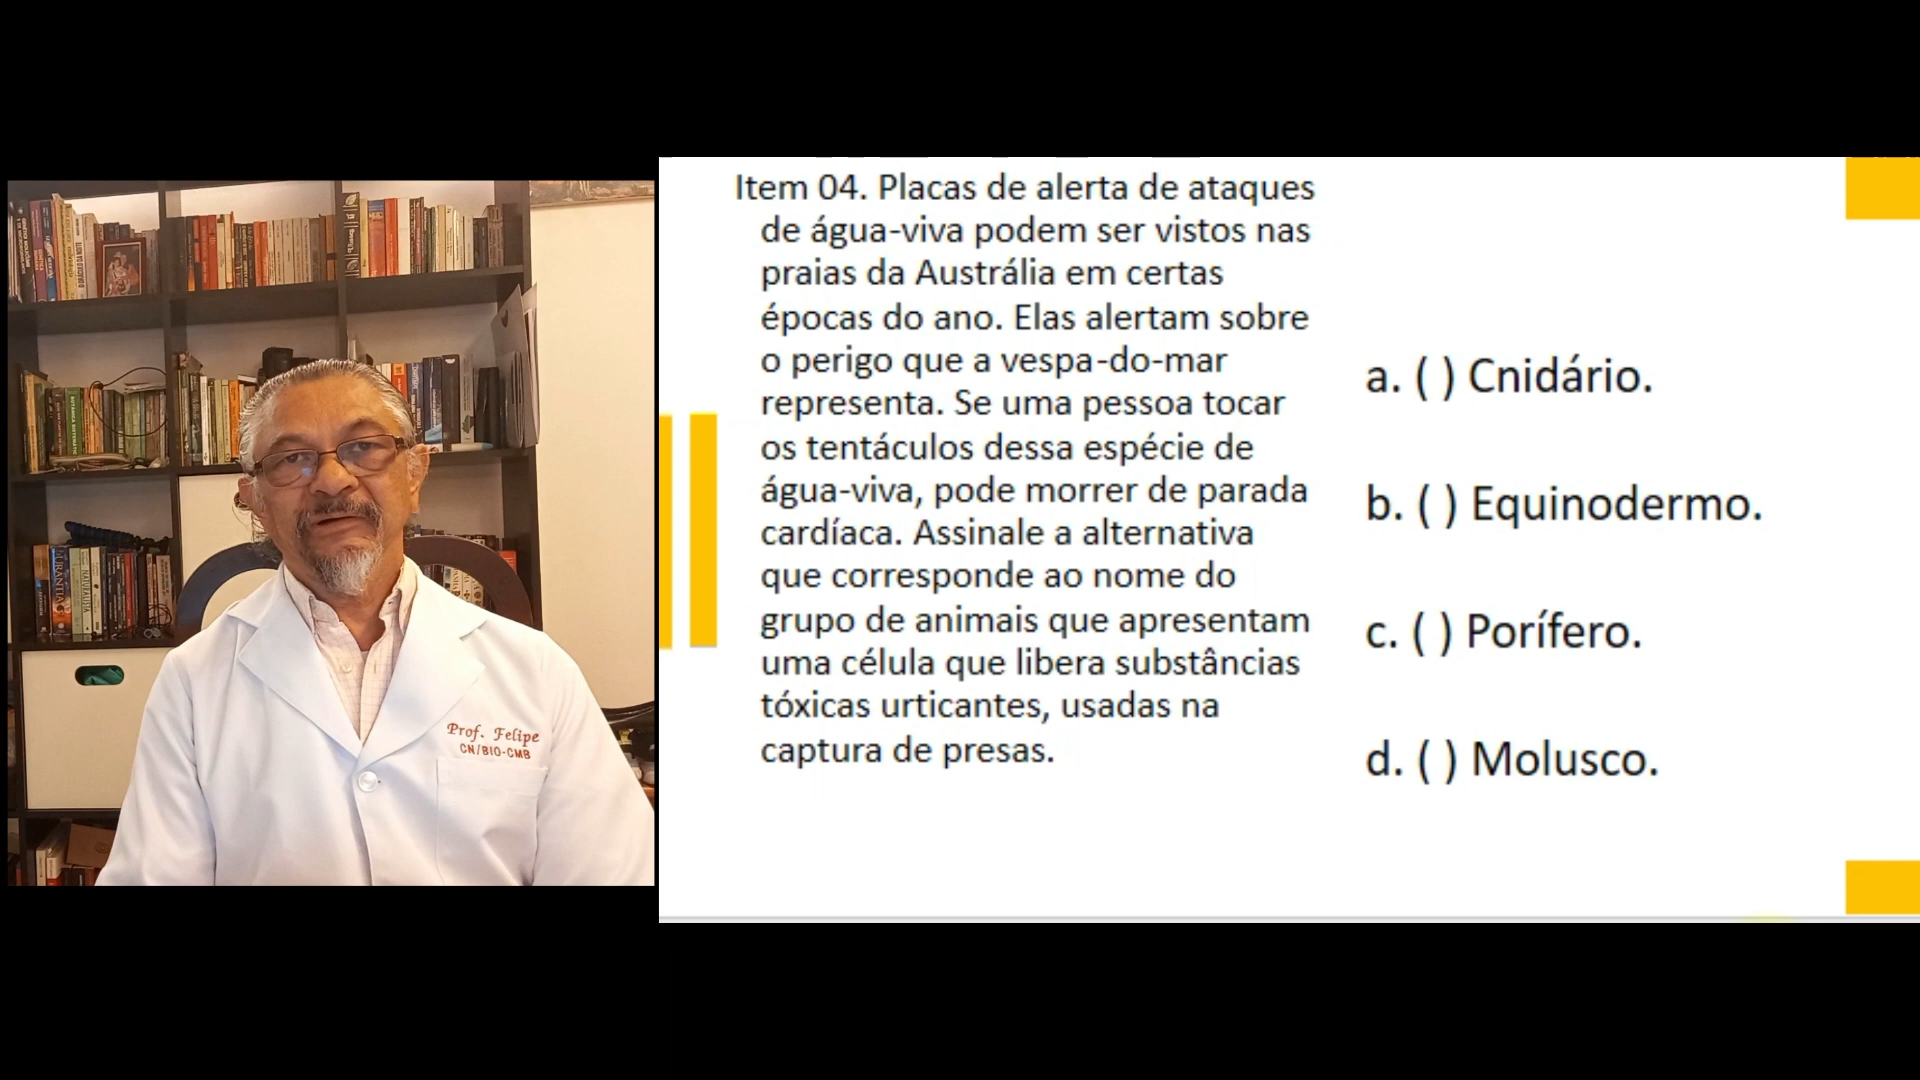 Item 04. Placas de alerta de ataques
de água-viva podem ser vistos nas
praias da Austrália em certas
épocas do ano. Elas alertam sobre
o perigo que a vespa-do-mar
representa. Se uma pessoa tocar
os tentáculos dessa espécie de
água-viva, pode morrer de parada
cardíaca. Assinale a alternativa
que corresponde ao nome do
grupo de animais que apresentam
uma célula que libera substâncias
tóxicas urticantes, usadas na
captura de presas.
a. ( ) Cnidário.
b. ( ) Equinodermo.
c. ( ) Porífero.
d. ( ) Molusco.
Prof. Felipe
CN/BIO-CMB